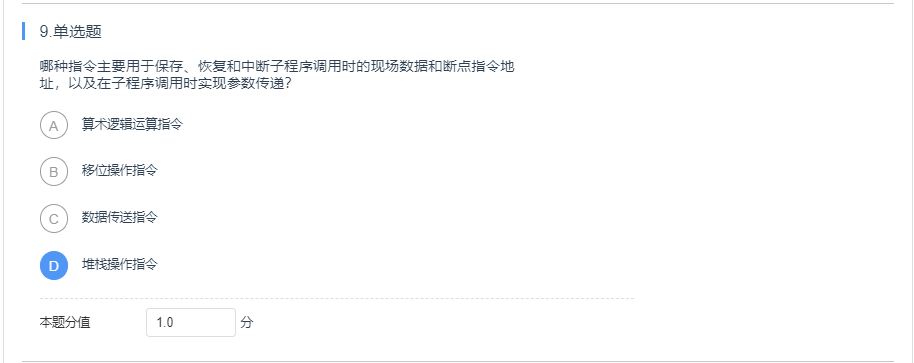 9.单选题
哪种指令主要用于保存、恢复和中断子程序调用时的现场数据和断点指令地
址，以及在子程序调用时实现参数传递？
A 算术逻辑运算指令
B 移位操作指令
C 数据传送指令
D 堆栈操作指令
本题分值 1.0 分